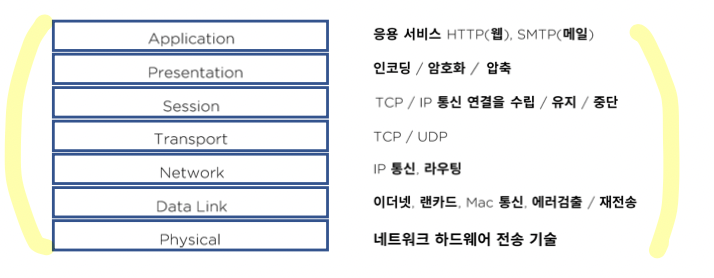 Application 응용 서비스 HTTP(웹), SMTP(메일)
Presentation 인코딩 / 암호화 / 압축
Session TCP / IP 통신 연결을 수립 / 유지 / 중단
Transport TCP / UDP
Network IP 통신, 라우팅
Data Link 이더넷, 랜카드, Mac 통신, 에러검출 / 재전송
Physical 네트워크 하드웨어 전송 기술